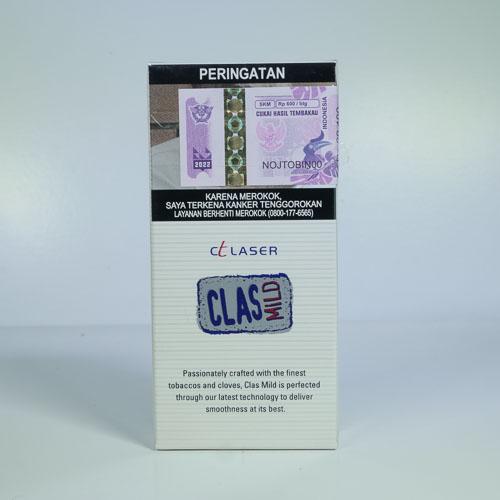 PERINGATAN
SKM Rp 600 / btg
CUKAI HASIL TEMBAKAU
INDONESIA
2022
NOJTOBIN00
KARENA MEROKOK,
SAYA TERKENA KANKER TENGGOROKAN
LAYANAN BERHENTI MEROKOK (0800-177-6565)
Ct LASER
CLAS MILD
Passionately crafted with the finest
tobaccos and cloves, Clas Mild is perfected
through our latest technology to deliver
smoothness at its best.